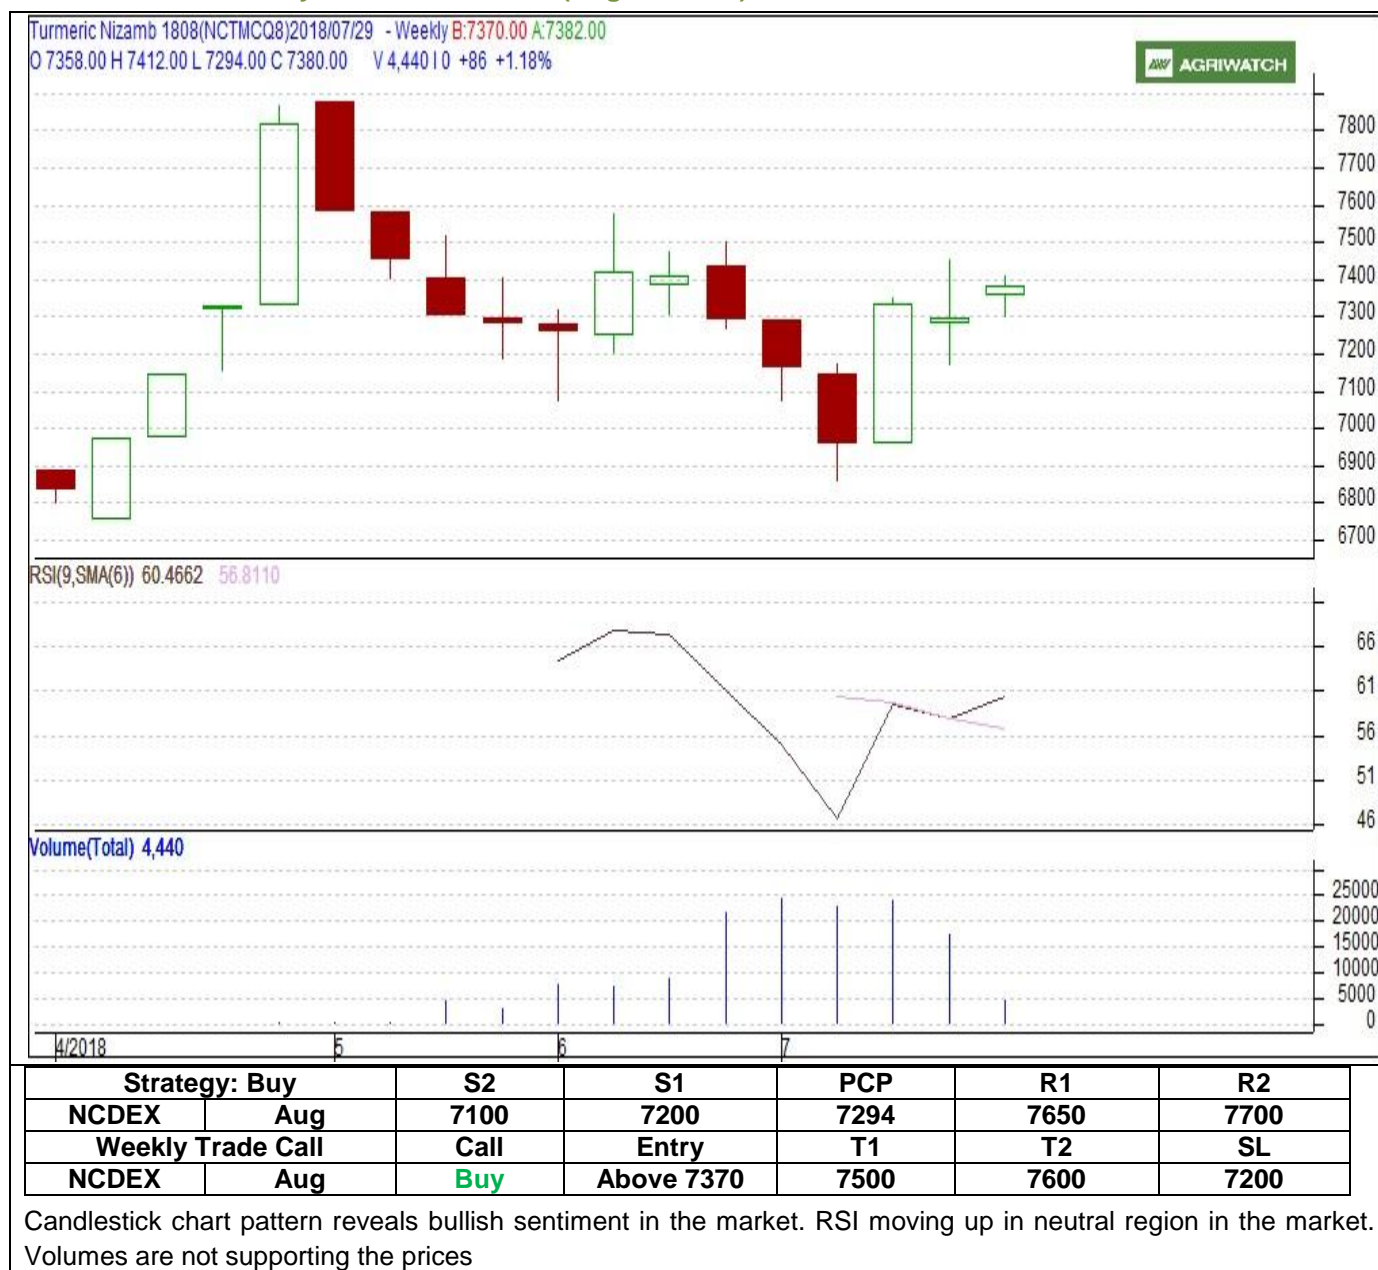 Turmeric Nizamb 1808(NCTMCQ8)2018/07/29 - Weekly B:7370.00 A:7382.00
O 7358.00 H 7412.00 L 7294.00 C 7380.00 V 4,440 I 0 +86 +1.18%
AW AGRIWATCH
7800
7700
7600
7500
7400
7300
7200
7100
7000
6900
6800
6700
RSI(9,SMA(6)) 60.4662 56.8110
66
61
56
51
46
Volume(Total) 4,440
25000
20000
15000
10000
5000
0
4/2018 5 6 7
Strategy: Buy S2 S1 PCP R1 R2
NCDEX Aug 7100 7200 7294 7650 7700
Weekly Trade Call Call Entry T1 T2 SL
NCDEX Aug Buy Above 7370 7500 7600 7200
Candlestick chart pattern reveals bullish sentiment in the market. RSI moving up in neutral region in the market.
Volumes are not supporting the prices